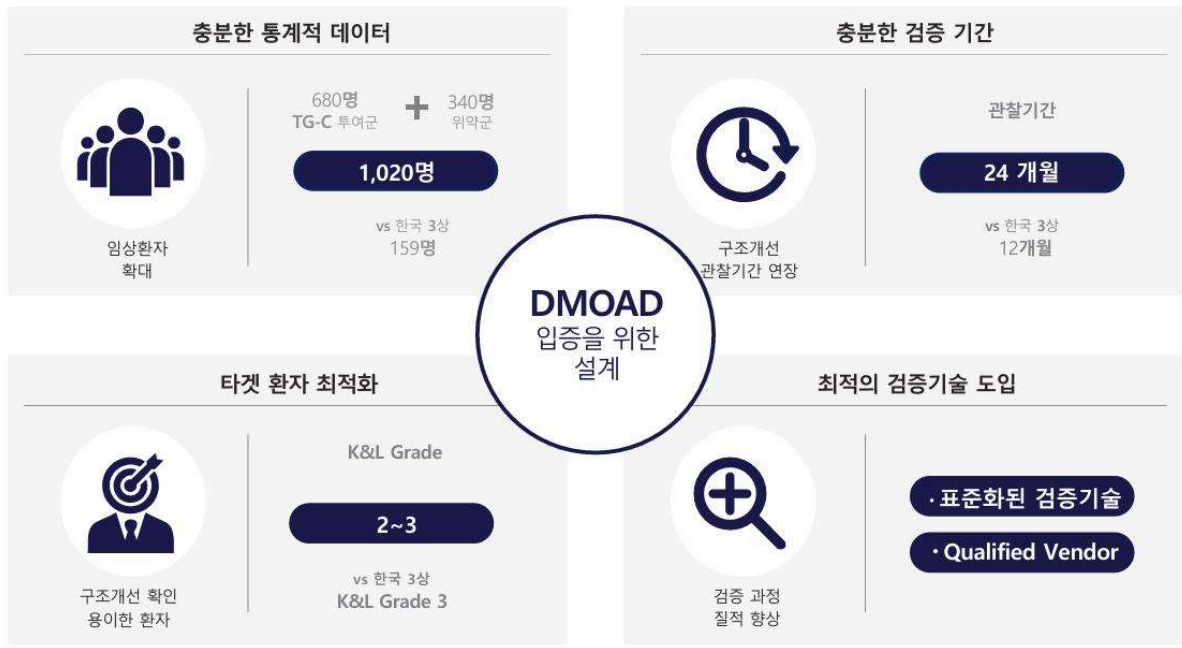 충분한 통계적 데이터
임상환자
확대
680명
TG-C 투여군
+
340명
위약군
1,020명
vs 한국 3상
159명
충분한 검증 기간
구조개선
관찰기간 연장
관찰기간
24 개월
vs 한국 3상
12개월
DMOAD
입증을 위한
설계
타겟 환자 최적화
구조개선 확인
용이한 환자
K&L Grade
2~3
vs 한국 3상
K&L Grade 3
최적의 검증기술 도입
검증 과정
질적 향상
· 표준화된 검증기술
· Qualified Vendor